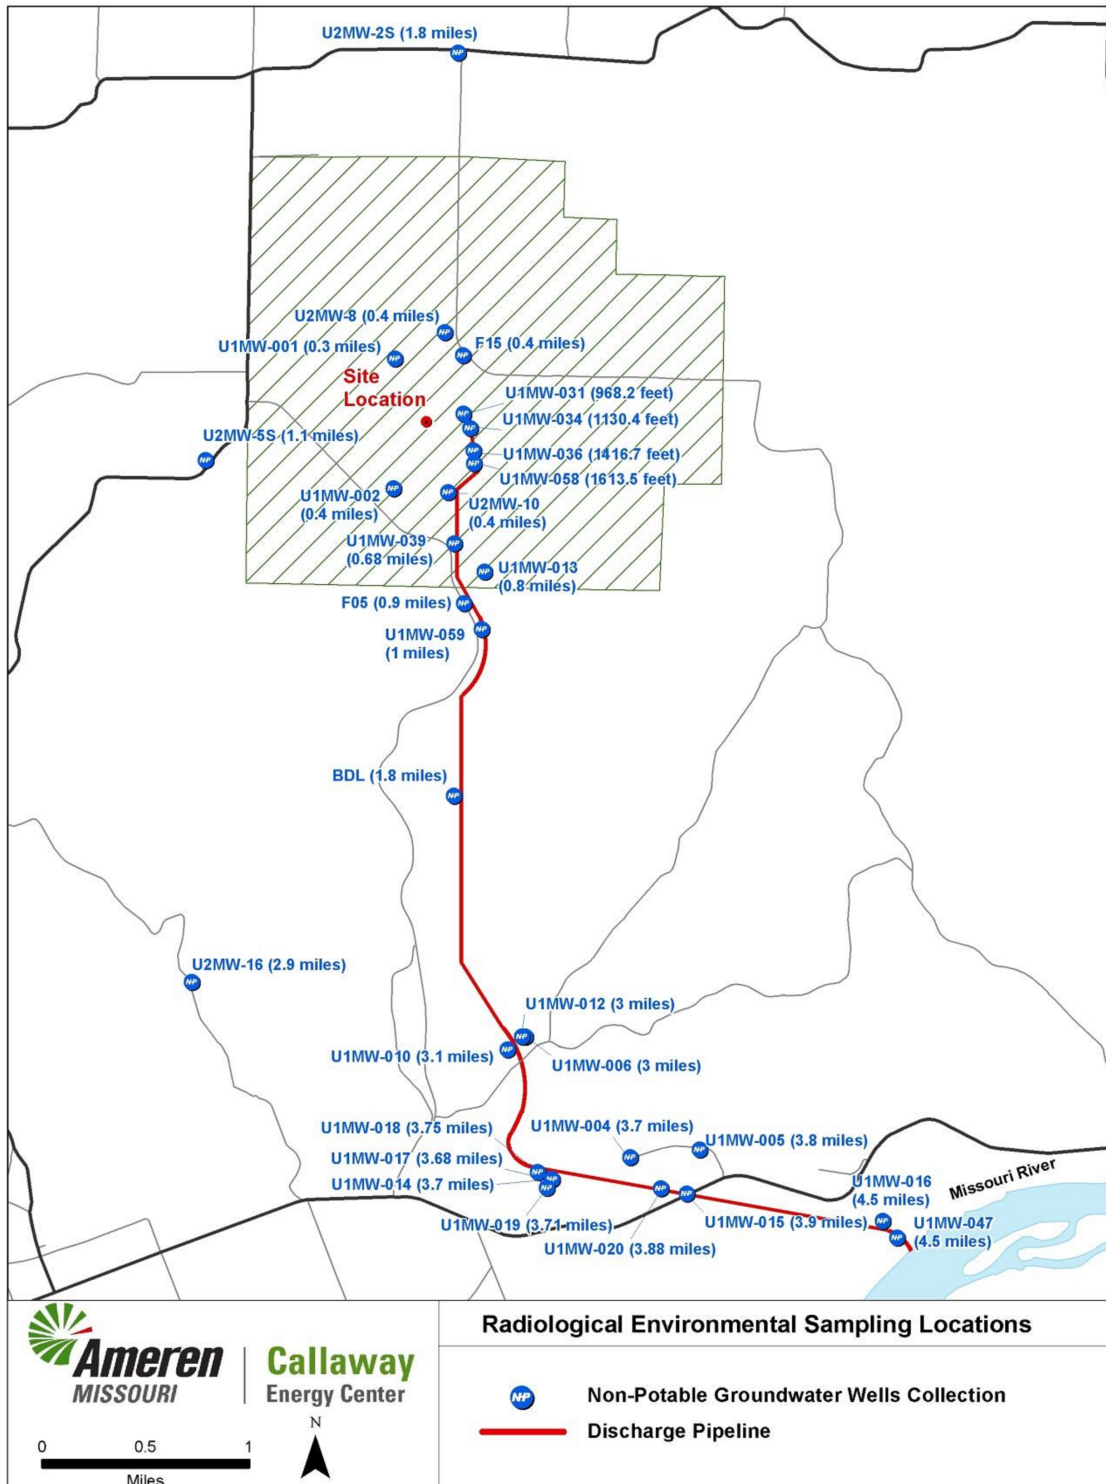 U2MW-2S (1.8 miles)
U2MW-8 (0.4 miles)
U1MW-001 (0.3 miles)
F15 (0.4 miles)
Site
Location
U1MW-031 (968.2 feet)
U1MW-034 (1130.4 feet)
U2MW-5S (1.1 miles)
U1MW-036 (1416.7 feet)
U1MW-058 (1613.5 feet)
U1MW-002
(0.4 miles)
U2MW-10
(0.4 miles)
U1MW-039
(0.68 miles)
U1MW-013
(0.8 miles)
F05 (0.9 miles)
U1MW-059
(1 miles)
BDL (1.8 miles)
U2MW-16 (2.9 miles)
U1MW-012 (3 miles)
U1MW-010 (3.1 miles)
U1MW-006 (3 miles)
U1MW-018 (3.75 miles)
U1MW-004 (3.7 miles)
U1MW-005 (3.8 miles)
U1MW-017 (3.68 miles)
U1MW-014 (3.7 miles)
U1MW-016
(4.5 miles)
Missouri River
U1MW-019 (3.71 miles)
U1MW-015 (3.9 miles)
U1MW-047
(4.5 miles)
U1MW-020 (3.88 miles)
Ameren
MISSOURI
Callaway
Energy Center
N
0 0.5 1
Miles
Radiological Environmental Sampling Locations
NP Non-Potable Groundwater Wells Collection
Discharge Pipeline